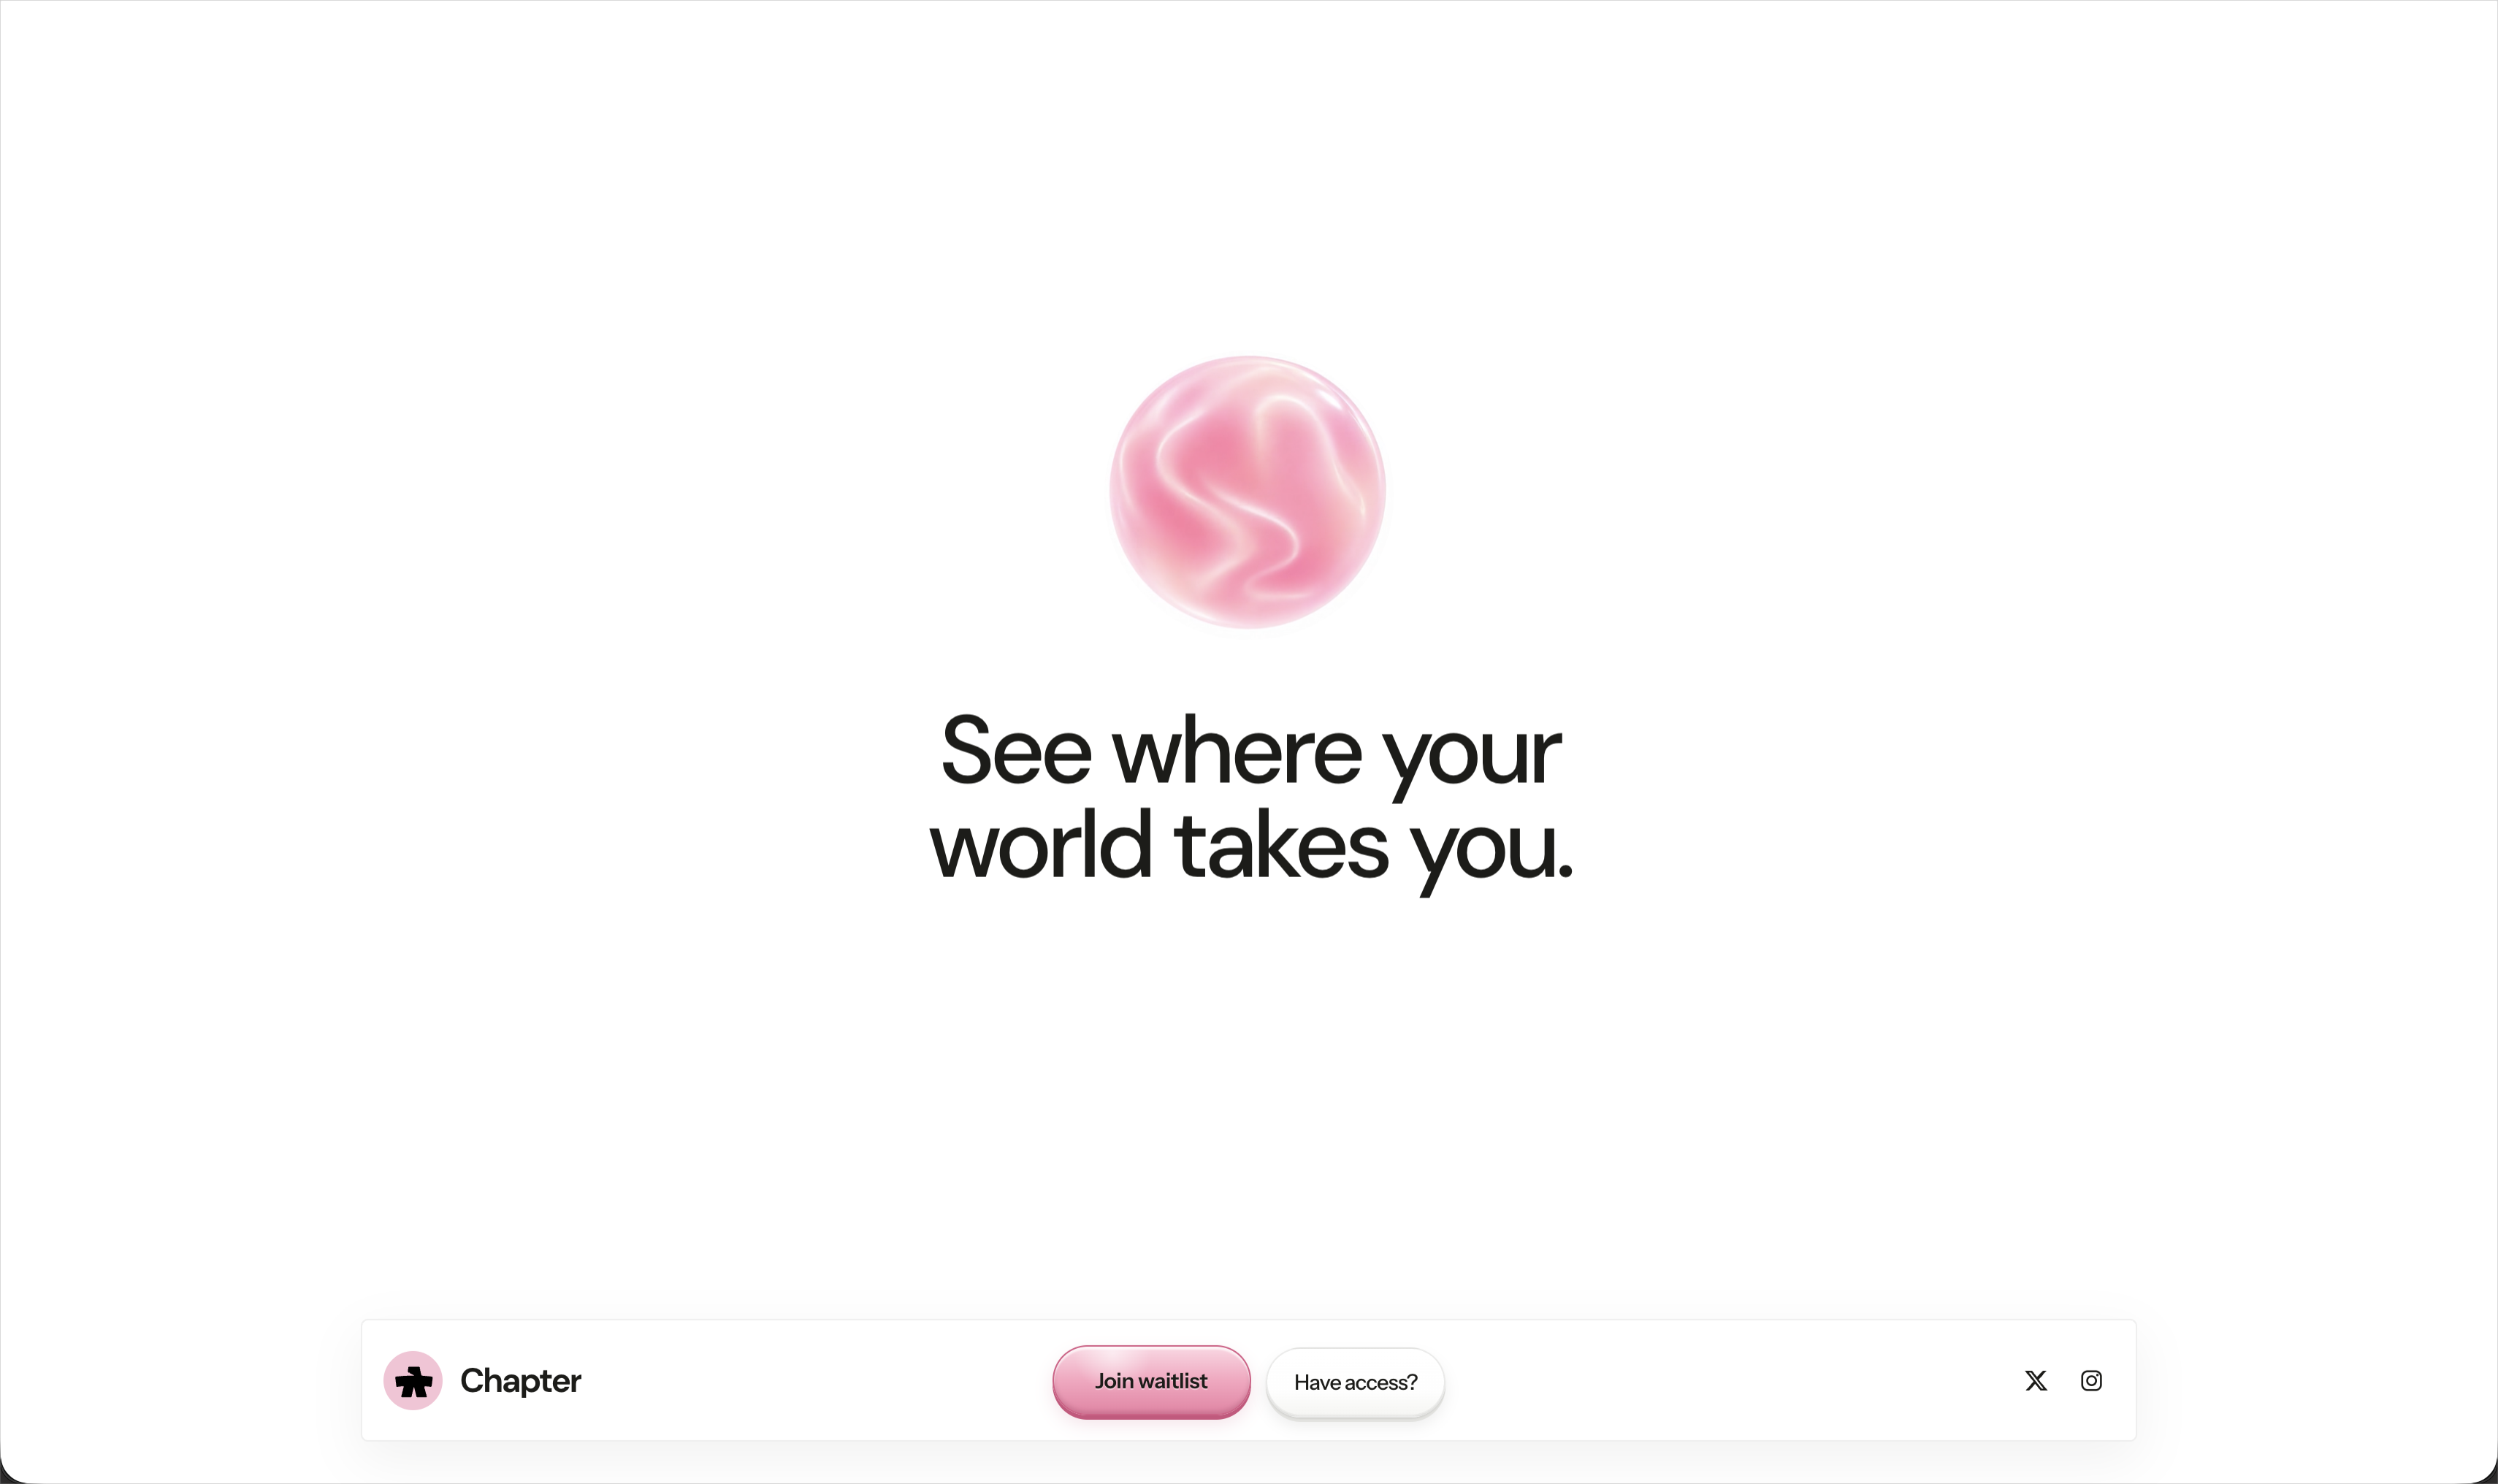 See where your
world takes you.
Chapter
Join waitlist
Have access?